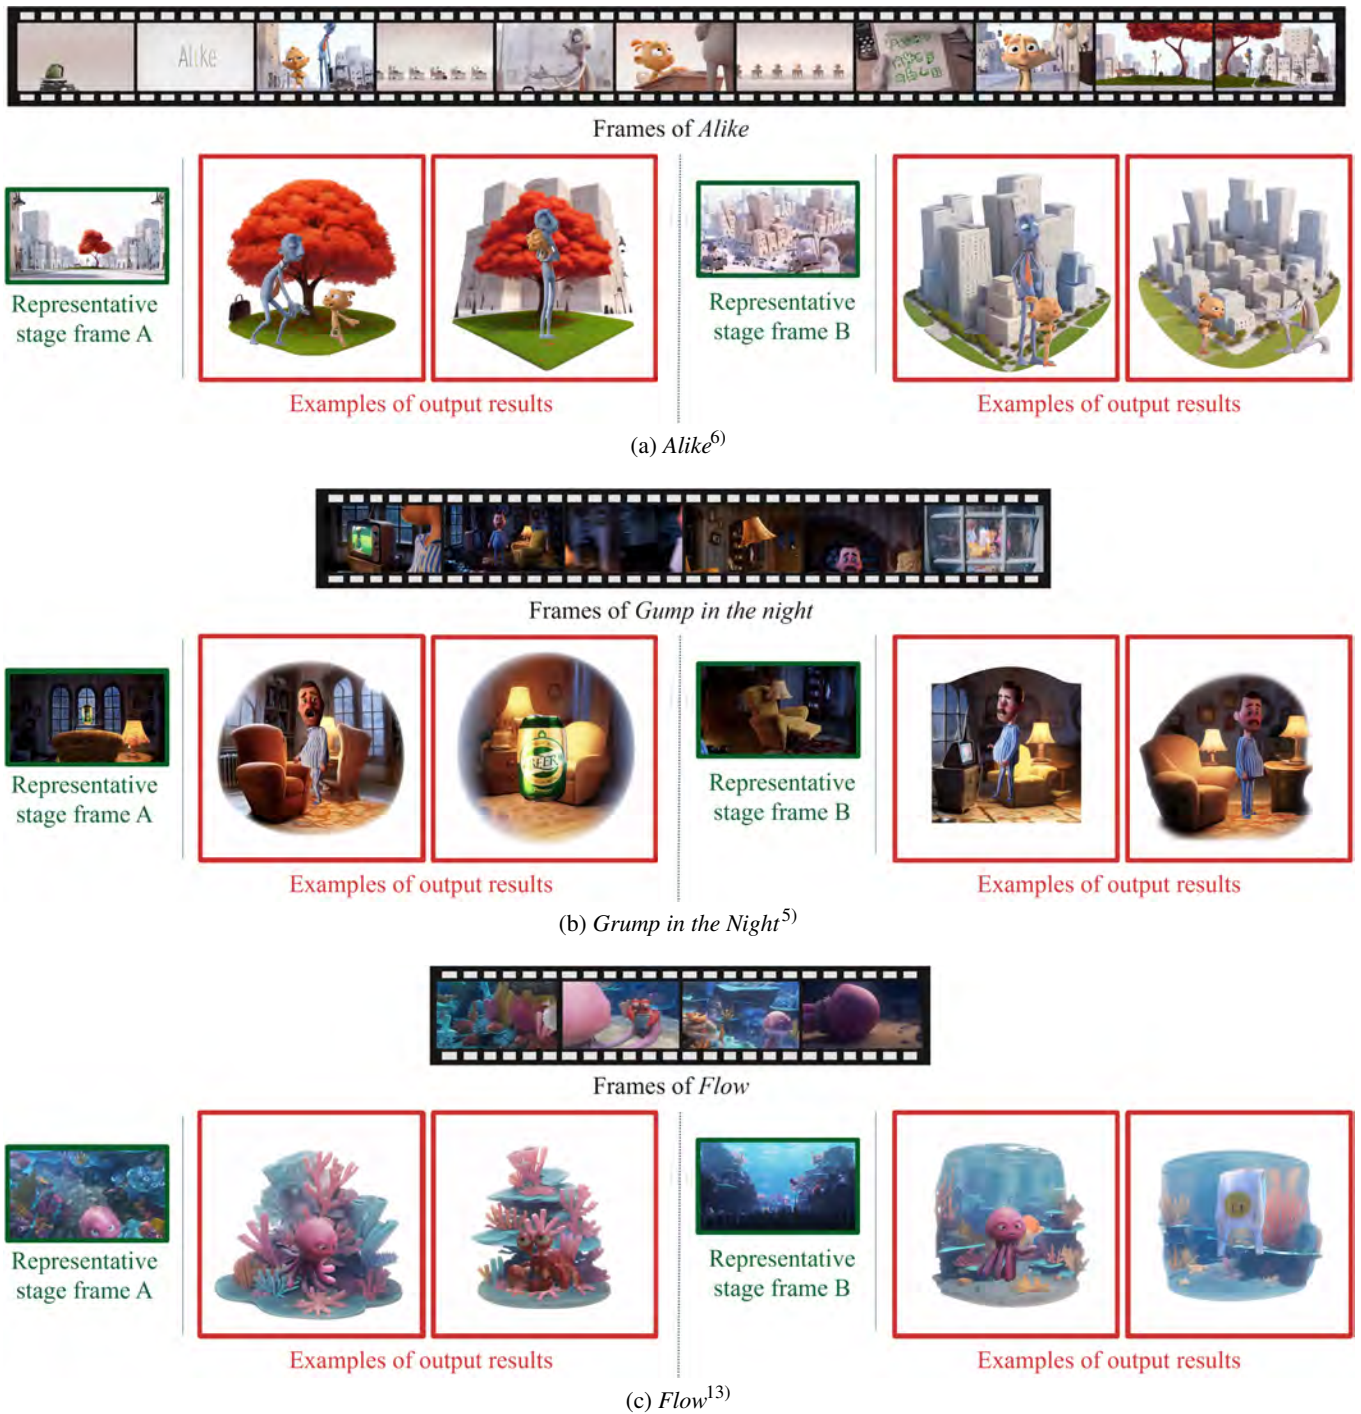 Alike
Frames of Alike
Representative
stage frame A
Examples of output results
Representative
stage frame B
Examples of output results
(a) Alike6)
Frames of Gump in the night
Representative
stage frame A
BEER
Examples of output results
Representative
stage frame B
Examples of output results
(b) Grump in the Night5)
Frames of Flow
Representative
stage frame A
Examples of output results
Representative
stage frame B
Examples of output results
(c) Flow13)